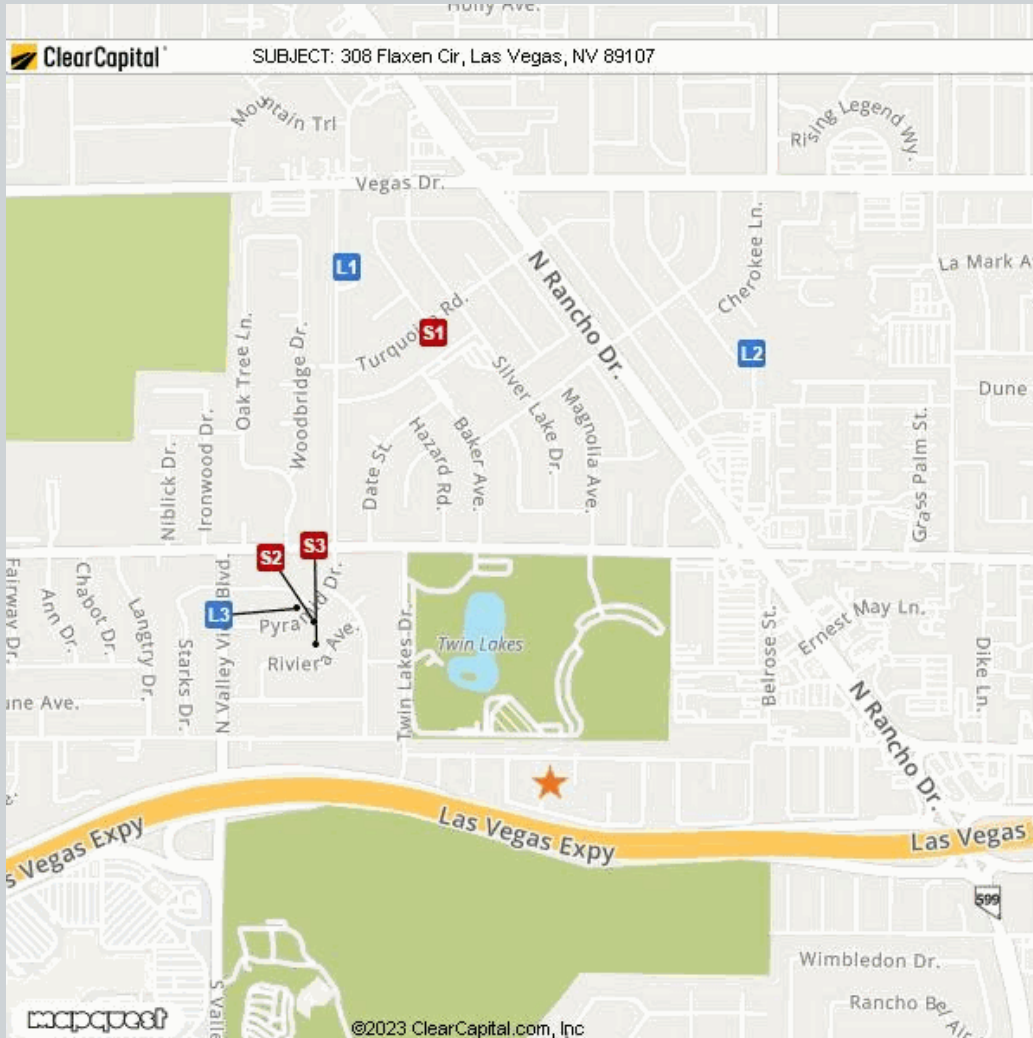 Holly Ave.
ClearCapital
SUBJECT: 308 Flaxen Cir, Las Vegas, NV 89107
Mountain Trl
Rising Legend Wy.
Vegas Dr.
Cherokee Ln.
N Rancho Dr.
La Mark A
L1
Turquoise Rd.
S1
L2
Oak Tree Ln.
Woodbridge Dr.
Silver Lake Dr.
Magnolia Ave.
Dune
Niblick Dr.
Ironwood Dr.
Date St.
Hazard Rd.
Baker Ave.
Grass Palm St.
S2
S3
Fairway Dr.
Ann Dr.
Chabot Dr.
Langtry Dr.
Starks Dr.
L3
N Valley Vi Blvd.
Pyramid Dr.
Riviera Ave.
Twin Lakes Dr.
Twin Lakes
Belrose St.
Ernest May Ln.
Dike Ln.
une Ave.
N Rancho Dr.
s Vegas Expy
Las Vegas Expy
Las Vegas
599
Wimbledon Dr.
Rancho Bel Air
S Valle
mapquest
©2023 ClearCapital.com, Inc